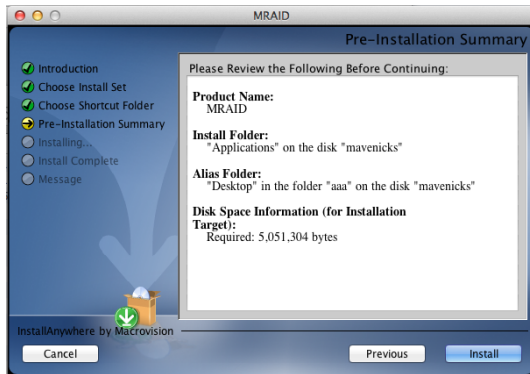 MRAID
Pre-Installation Summary
Introduction
Choose Install Set
Choose Shortcut Folder
Pre-Installation Summary
Installing...
Install Complete
Message
Please Review the Following Before Continuing:
Product Name:
MRAID
Install Folder:
"Applications" on the disk "mavenicks"
Alias Folder:
"Desktop" in the folder "aaa" on the disk "mavenicks"
Disk Space Information (for Installation
Target):
Required: 5,051,304 bytes
InstallAnywhere by Macrovision
Cancel
Previous
Install